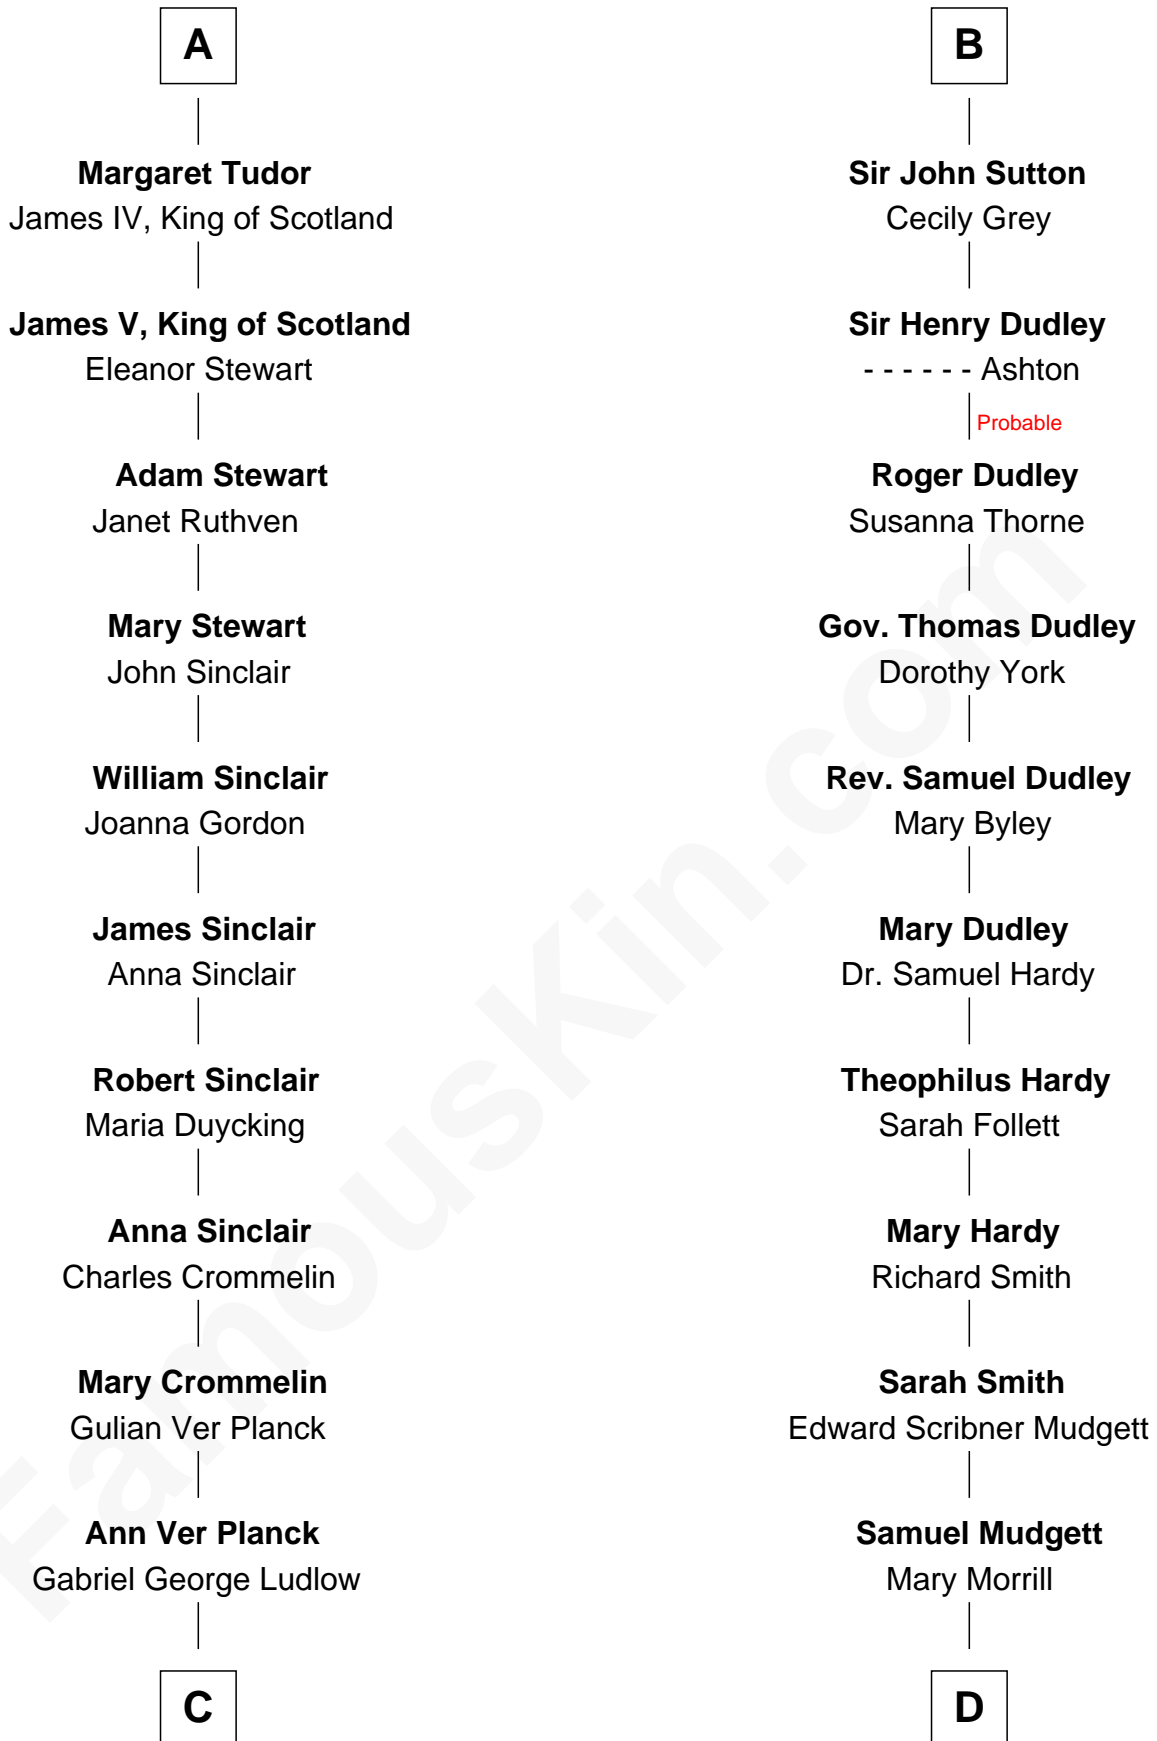 A
Margaret Tudor
James IV, King of Scotland
James V, King of Scotland
Eleanor Stewart
Adam Stewart
Janet Ruthven
Mary Stewart
John Sinclair
William Sinclair
Joanna Gordon
James Sinclair
Anna Sinclair
Robert Sinclair
Maria Duycking
Anna Sinclair
Charles Crommelin
Mary Crommelin
Gulian Ver Planck
Ann Ver Planck
Gabriel George Ludlow
C
B
Sir John Sutton
Cecily Grey
Sir Henry Dudley
- - - - - - Ashton
Probable
Roger Dudley
Susanna Thorne
Gov. Thomas Dudley
Dorothy York
Rev. Samuel Dudley
Mary Byley
Mary Dudley
Dr. Samuel Hardy
Theophilus Hardy
Sarah Follett
Mary Hardy
Richard Smith
Sarah Smith
Edward Scribner Mudgett
Samuel Mudgett
Mary Morrill
D
FamousKin.com